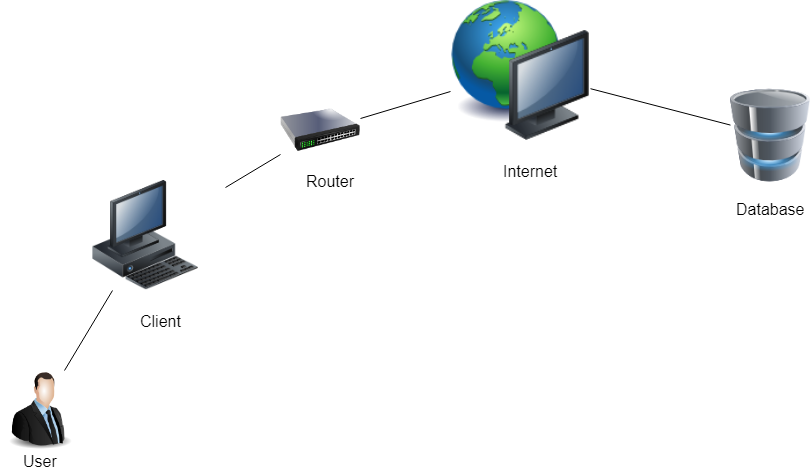 Internet
Router
Database
Client
User